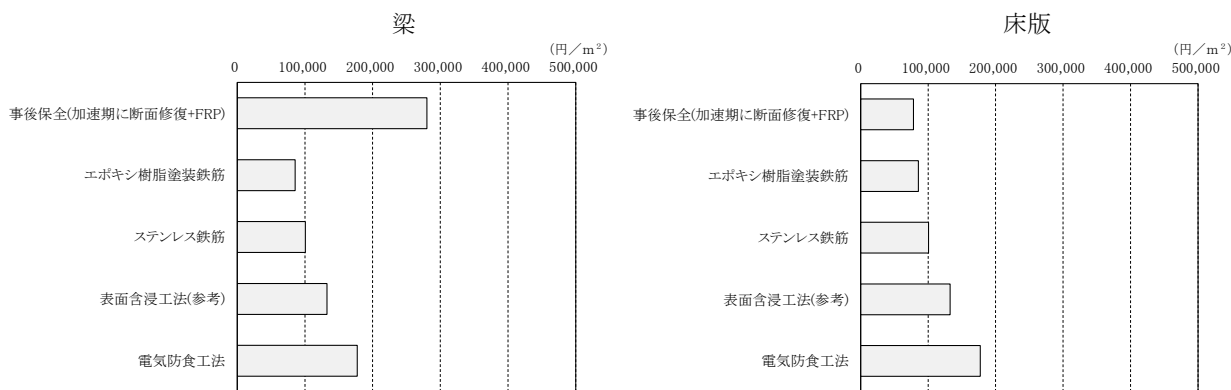 梁
(円／m²)
0 100,000 200,000 300,000 400,000 500,000
事後保全(加速期に断面修復+FRP)
エポキシ樹脂塗装鉄筋
ステンレス鉄筋
表面含浸工法(参考)
電気防食工法
床版
(円／m²)
0 100,000 200,000 300,000 400,000 500,000
事後保全(加速期に断面修復+FRP)
エポキシ樹脂塗装鉄筋
ステンレス鉄筋
表面含浸工法(参考)
電気防食工法